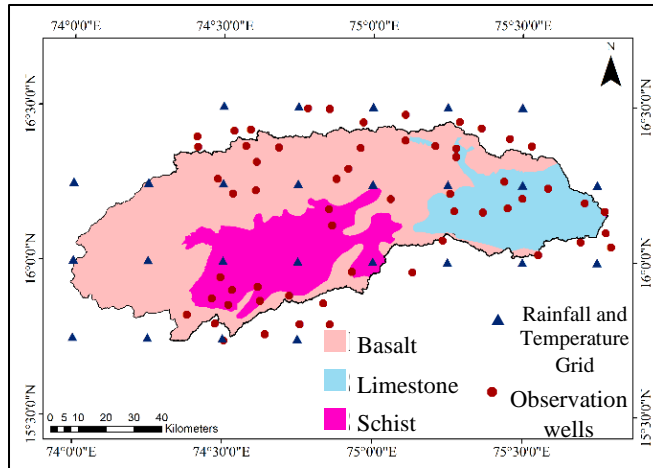 74°0'0"E 74°30'0"E 75°0'0"E 75°30'0"E
N
16°30'0"N 16°30'0"N
16°0'0"N 16°0'0"N
15°30'0"N 15°30'0"N
Basalt
Limestone
Schist
Rainfall and
Temperature
Grid
Observation
wells
0 5 10 20 30 40
Kilometers
74°0'0"E 74°30'0"E 75°0'0"E 75°30'0"E